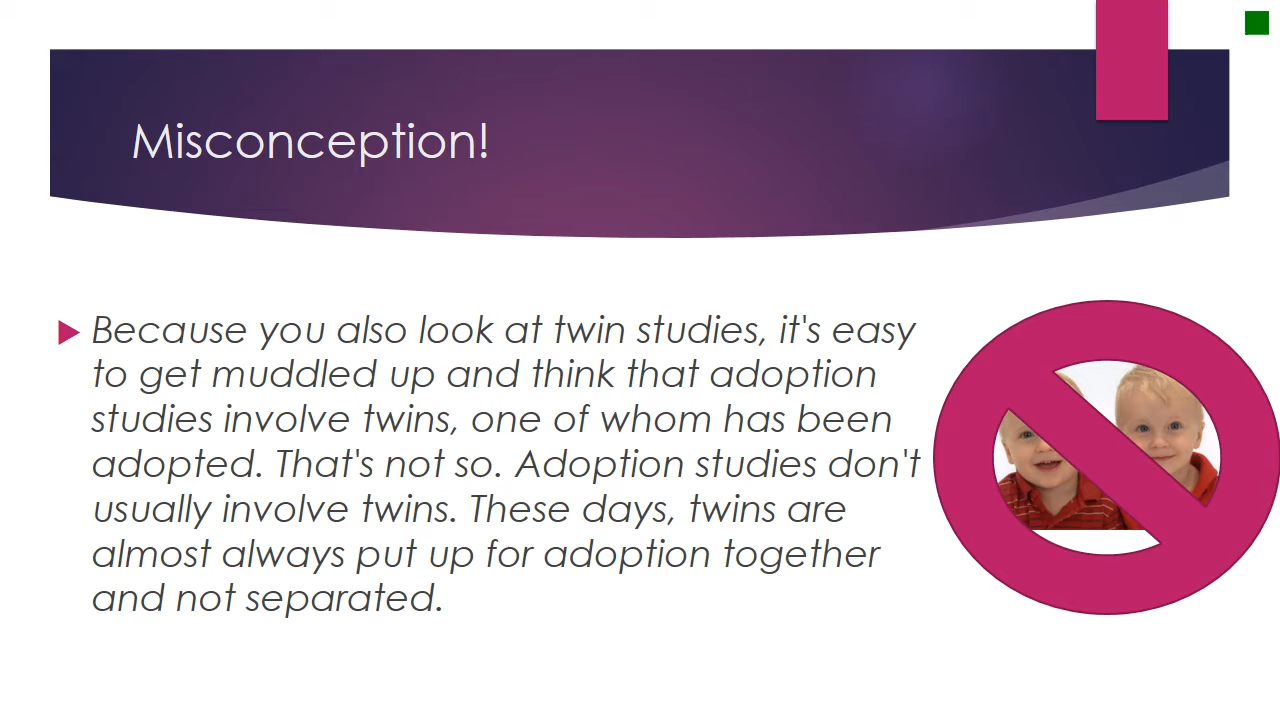 Misconception!
Because you also look at twin studies, it's easy
to get muddled up and think that adoption
studies involve twins, one of whom has been
adopted. That's not so. Adoption studies don't
usually involve twins. These days, twins are
almost always put up for adoption together
and not separated.